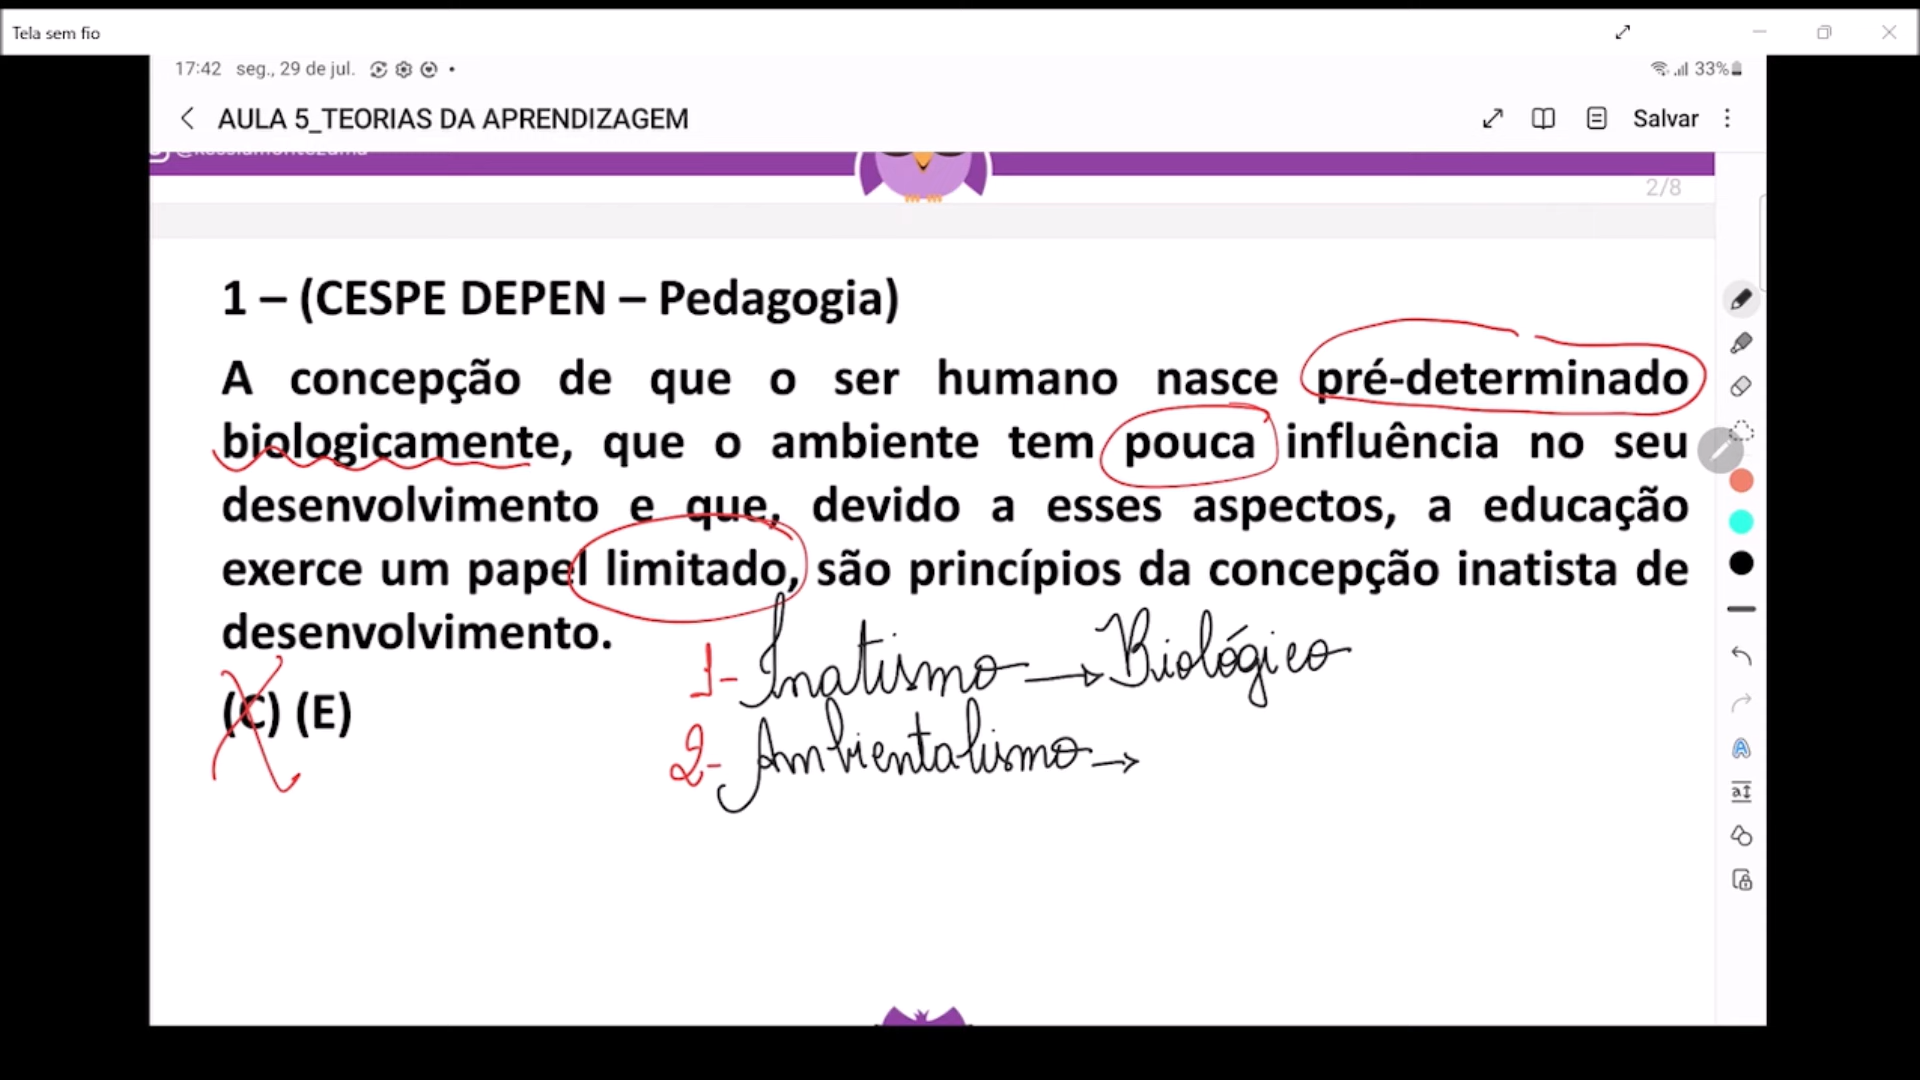 Tela sem fio
17:42 seg., 29 de jul. 33%
AULA 5_TEORIAS DA APRENDIZAGEM Salvar
2/8
1 – (CESPE DEPEN – Pedagogia)
A concepção de que o ser humano nasce pré-determinado
biologicamente, que o ambiente tem pouca influência no seu
desenvolvimento e que, devido a esses aspectos, a educação
exerce um papel limitado, são princípios da concepção inatista de
desenvolvimento.
1- Inatismo → Biológico
(C) (E)
2- Ambientalismo →